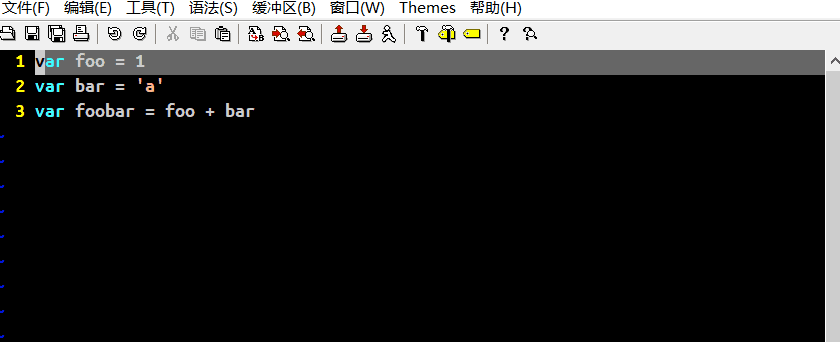 文件(F) 编辑(E) 工具(T) 语法(S) 缓冲区(B) 窗口(W) Themes 帮助(H)
1 var foo = 1
2 var bar = 'a'
3 var foobar = foo + bar